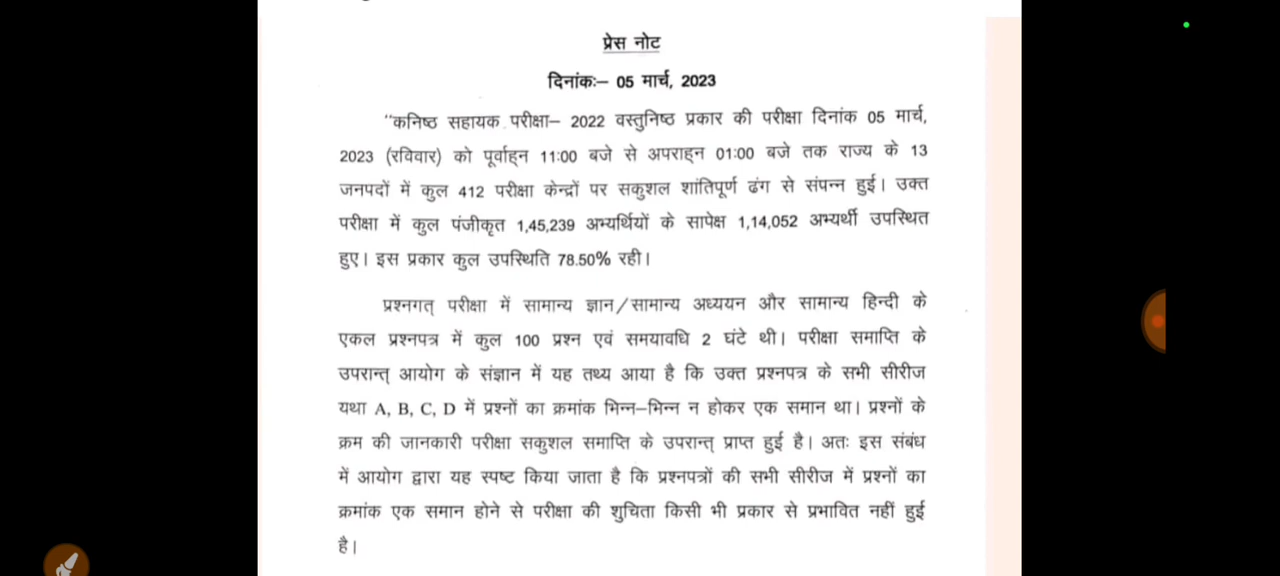 प्रेस नोट
दिनांकः– 05 मार्च, 2023
"कनिष्ठ सहायक परीक्षा– 2022 वस्तुनिष्ठ प्रकार की परीक्षा दिनांक 05 मार्च,
2023 (रविवार) को पूर्वाह्न 11:00 बजे से अपराह्न 01:00 बजे तक राज्य के 13
जनपदों में कुल 412 परीक्षा केन्द्रों पर सकुशल शांतिपूर्ण ढंग से संपन्न हुई। उक्त
परीक्षा में कुल पंजीकृत 1,45,239 अभ्यर्थियों के सापेक्ष 1,14,052 अभ्यर्थी उपस्थित
हुए। इस प्रकार कुल उपस्थिति 78.50% रही।
प्रश्नगत् परीक्षा में सामान्य ज्ञान/सामान्य अध्ययन और सामान्य हिन्दी के
एकल प्रश्नपत्र में कुल 100 प्रश्न एवं समयावधि 2 घंटे थी। परीक्षा समाप्ति के
उपरान्त् आयोग के संज्ञान में यह तथ्य आया है कि उक्त प्रश्नपत्र के सभी सीरीज
यथा A, B, C, D में प्रश्नों का क्रमांक भिन्न–भिन्न न होकर एक समान था। प्रश्नों के
क्रम की जानकारी परीक्षा सकुशल समाप्ति के उपरान्त् प्राप्त हुई है। अतः इस संबंध
में आयोग द्वारा यह स्पष्ट किया जाता है कि प्रश्नपत्रों की सभी सीरीज में प्रश्नों का
क्रमांक एक समान होने से परीक्षा की शुचिता किसी भी प्रकार से प्रभावित नहीं हुई
है।